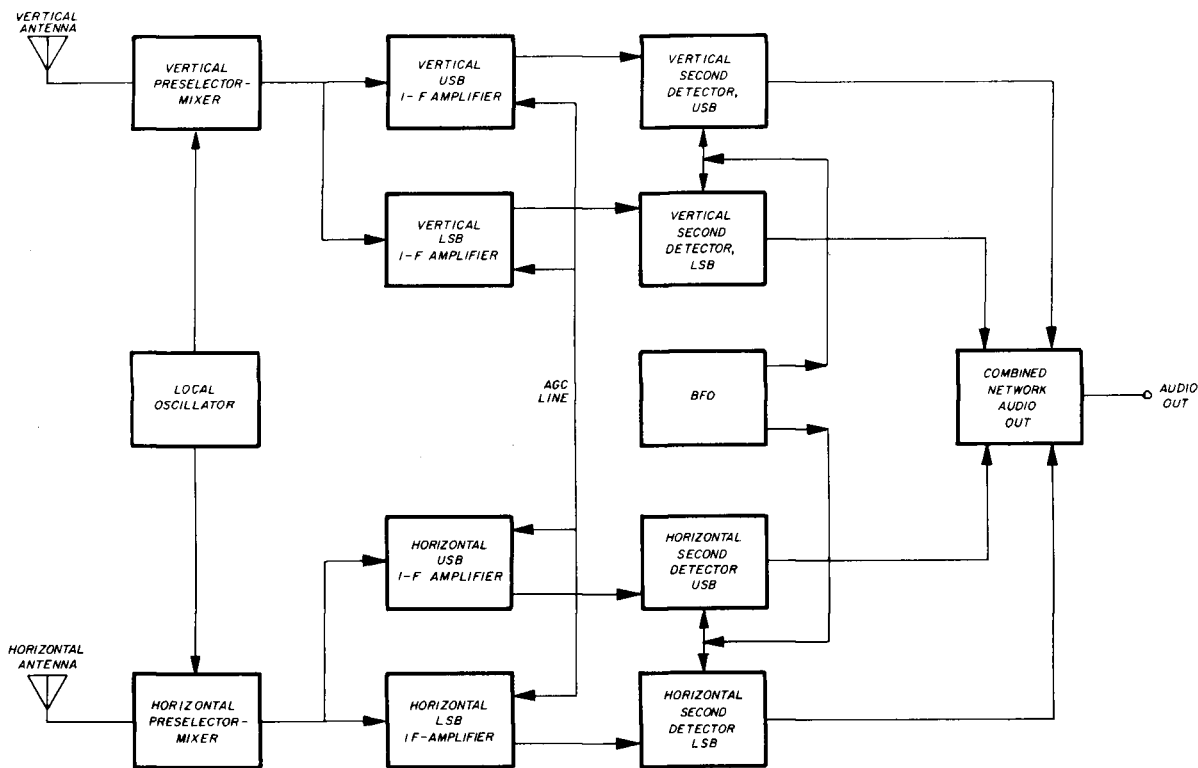 VERTICAL
ANTENNA
VERTICAL
PRESELECTOR-
MIXER
VERTICAL
USB
I-F AMPLIFIER
VERTICAL
SECOND
DETECTOR,
USB
VERTICAL
LSB
I-F AMPLIFIER
VERTICAL
SECOND
DETECTOR,
LSB
LOCAL
OSCILLATOR
AGC
LINE
BFO
COMBINED
NETWORK
AUDIO
OUT
AUDIO
OUT
HORIZONTAL
USB
I-F AMPLIFIER
HORIZONTAL
SECOND
DETECTOR
USB
HORIZONTAL
ANTENNA
HORIZONTAL
PRESELECTOR-
MIXER
HORIZONTAL
LSB
IF-AMPLIFIER
HORIZONTAL
SECOND
DETECTOR
LSB